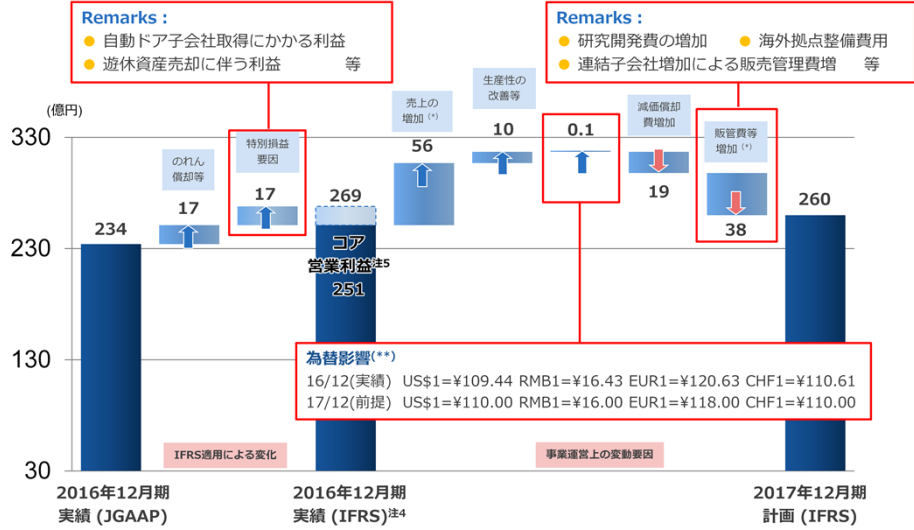 Remarks :
● 自動ドア子会社取得にかかる利益
● 遊休資産売却に伴う利益　　等
Remarks :
● 研究開発費の増加　● 海外拠点整備費用
● 連結子会社増加による販売管理費増　等
(億円)
330
230
130
30
234
のれん
償却等
17
特別損益
要因
17
269
コア
営業利益注5
251
売上の
増加(*)
56
生産性の
改善等
10
0.1
減価償却
費増加
19
販管費等
増加(*)
38
260
為替影響(**)
16/12(実績) US$1=¥109.44 RMB1=¥16.43 EUR1=¥120.63 CHF1=¥110.61
17/12(前提) US$1=¥110.00 RMB1=¥16.00 EUR1=¥118.00 CHF1=¥110.00
IFRS適用による変化
事業運営上の変動要因
2016年12月期
実績 (JGAAP)
2016年12月期
実績 (IFRS)注4
2017年12月期
計画 (IFRS)